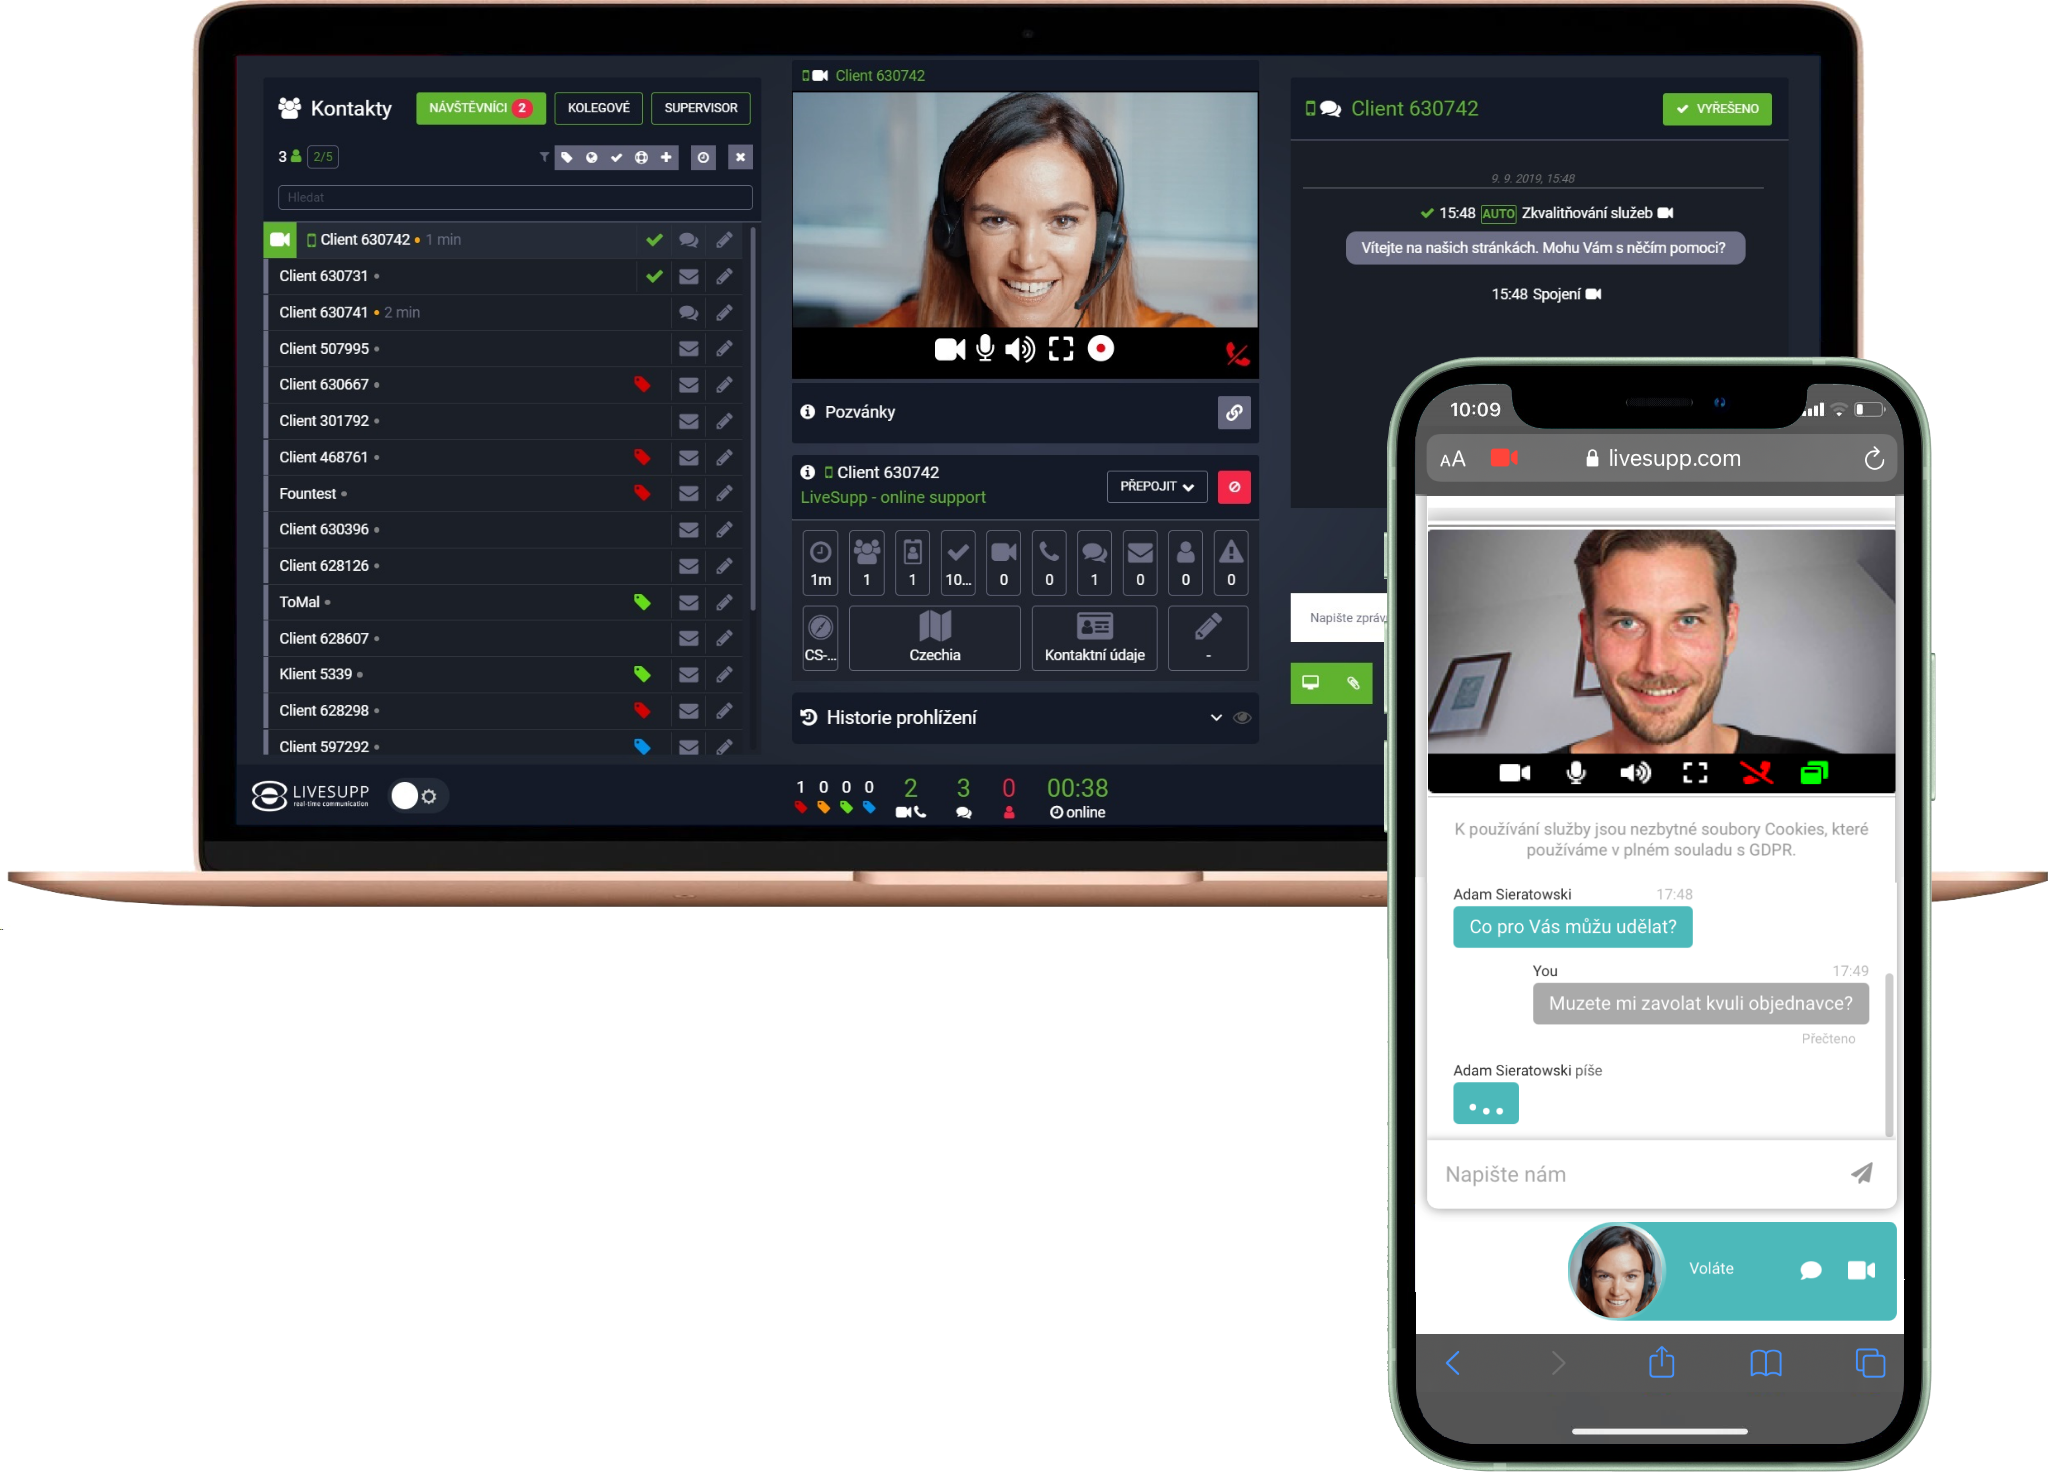 Kontakty
NÁVŠTĚVNÍCI 2
KOLEGOVÉ
SUPERVISOR
3 2/5
Hledat
Client 630742 • 1 min
Client 630731
Client 630741 • 2 min
Client 507995
Client 630667
Client 301792
Client 468761
Fountest
Client 630396
Client 628126
ToMal
Client 628607
Klient 5339
Client 628298
Client 597292
LIVESUPP
real-time communication
Client 630742
Pozvánky
Client 630742
LiveSupp - online support
PŘEPOJIT
1m 1 1 10... 0 0 1 0 0 0
CS-... Czechia Kontaktní údaje -
Historie prohlížení
1 0 0 0 2 3 0 00:38
online
Client 630742
VYŘEŠENO
9. 9. 2019, 15:48
15:48 AUTO Zkvalitňování služeb
Vítejte na našich stránkách. Mohu Vám s něčím pomoci?
15:48 Spojení
Napište zpráv
10:09
AA livesupp.com
K používání služby jsou nezbytné soubory Cookies, které
používáme v plném souladu s GDPR.
Adam Sieratowski 17:48
Co pro Vás můžu udělat?
You 17:49
Muzete mi zavolat kvuli objednavce?
Přečteno
Adam Sieratowski píše
Napište nám
Voláte